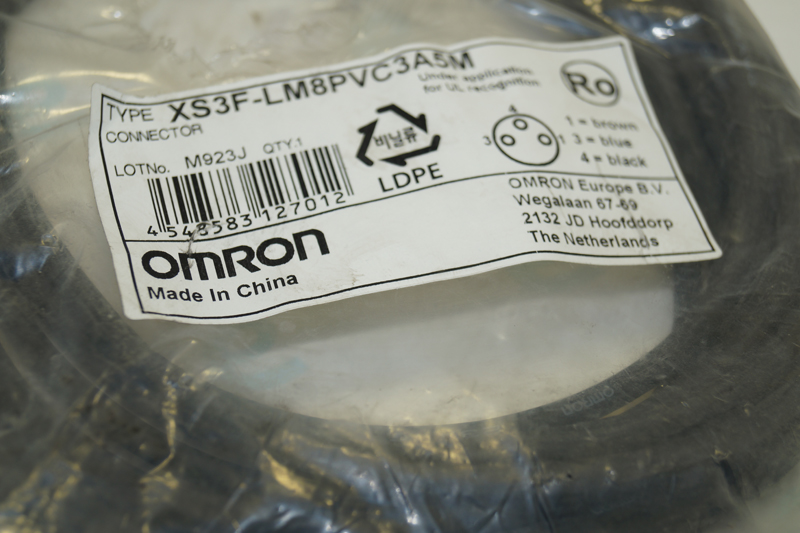 TYPE XS3F-LM8PVC3A5M
CONNECTOR
Under application
for UL recognition
Ro
LOTNo. M923J QTY.1
4 548583 127012
비닐류
LDPE
4
3 1
1 = brown
3 = blue
4 = black
OMRON
Made In China
OMRON Europe B.V.
Wegalaan 67-69
2132 JD Hoofddorp
The Netherlands